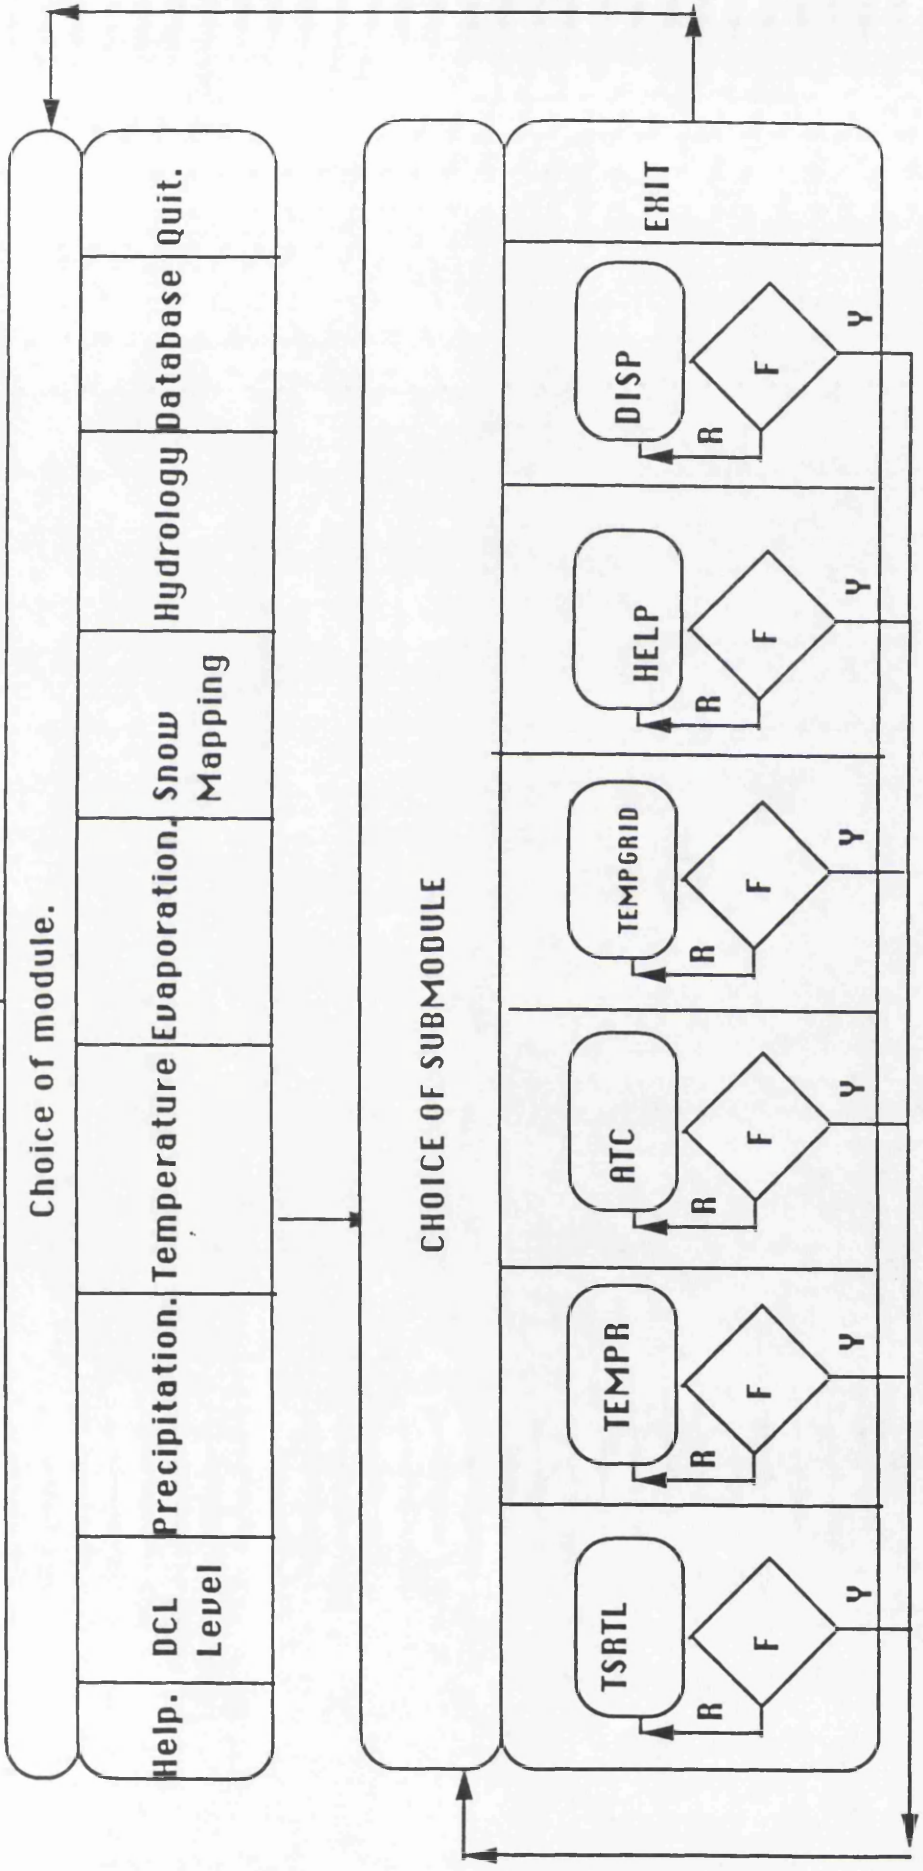 Choice of module.
Help.
DCL
Level
Precipitation.
Temperature
Evaporation.
Snow
Mapping
Hydrology
Database
Quit.
CHOICE OF SUBMODULE
TSRTL
R
F
Y
TEMPR
R
F
Y
ATC
R
F
Y
TEMPGRID
R
F
Y
HELP
R
F
Y
DISP
R
F
Y
EXIT